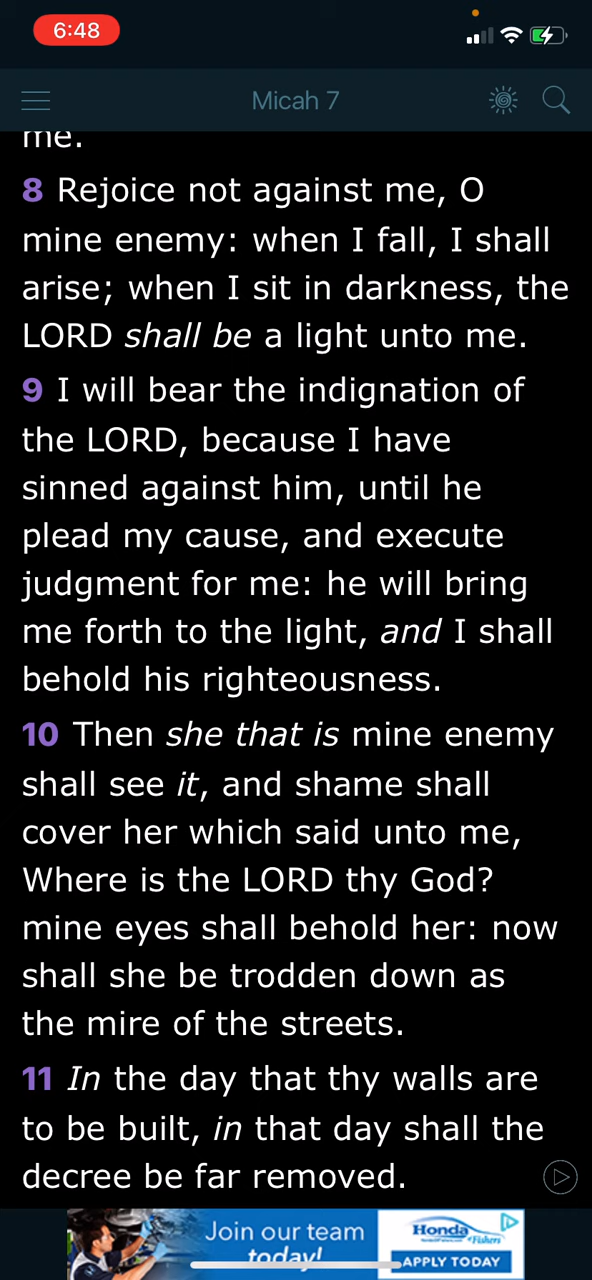 6:48
Micah 7
me.
8 Rejoice not against me, O
mine enemy: when I fall, I shall
arise; when I sit in darkness, the
LORD shall be a light unto me.
9 I will bear the indignation of
the LORD, because I have
sinned against him, until he
plead my cause, and execute
judgment for me: he will bring
me forth to the light, and I shall
behold his righteousness.
10 Then she that is mine enemy
shall see it, and shame shall
cover her which said unto me,
Where is the LORD thy God?
mine eyes shall behold her: now
shall she be trodden down as
the mire of the streets.
11 In the day that thy walls are
to be built, in that day shall the
decree be far removed.
Join our team
today!
Honda
of Fishers
APPLY TODAY